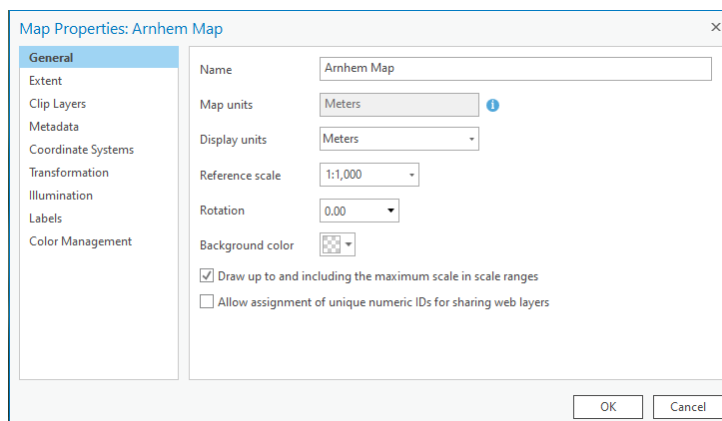 Map Properties: Arnhem Map
General
Extent
Clip Layers
Metadata
Coordinate Systems
Transformation
Illumination
Labels
Color Management
Name Arnhem Map
Map units Meters
Display units Meters
Reference scale 1:1,000
Rotation 0.00
Background color
Draw up to and including the maximum scale in scale ranges
Allow assignment of unique numeric IDs for sharing web layers
OK Cancel